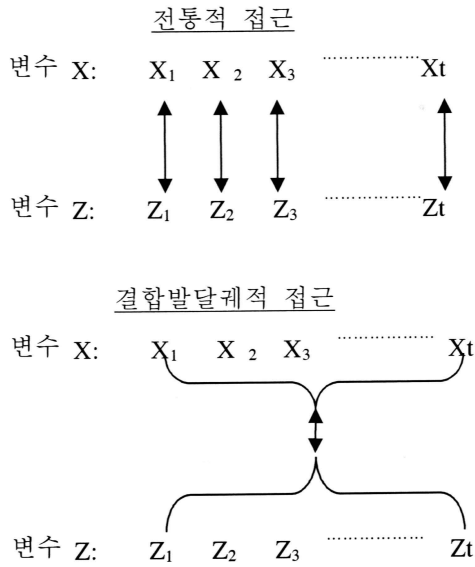 전통적 접근
변수 X: X₁ X ₂ X₃ ........................ Xt
변수 Z: Z₁ Z₂ Z₃ ........................ Zt
결합발달궤적 접근
변수 X: X₁ X ₂ X₃ ........................ Xt
변수 Z: Z₁ Z₂ Z₃ ........................ Zt